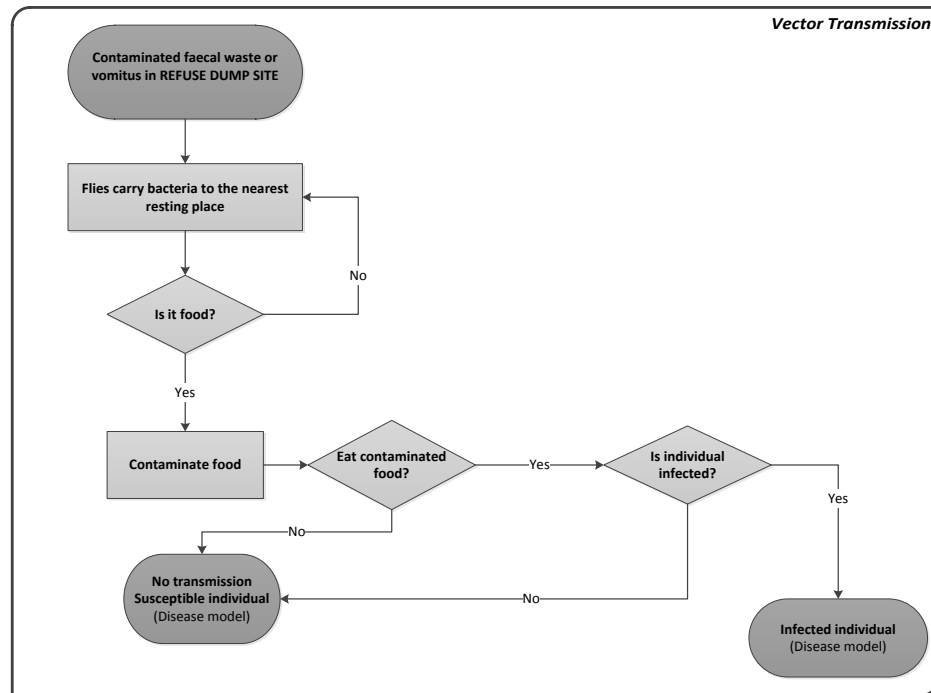 Vector Transmission
Contaminated faecal waste or
vomitus in REFUSE DUMP SITE
Flies carry bacteria to the nearest
resting place
No
Is it food?
Yes
Contaminate food
Eat contaminated
food?
Yes
Is individual
infected?
Yes
No
No transmission
Susceptible individual
(Disease model)
No
Infected individual
(Disease model)